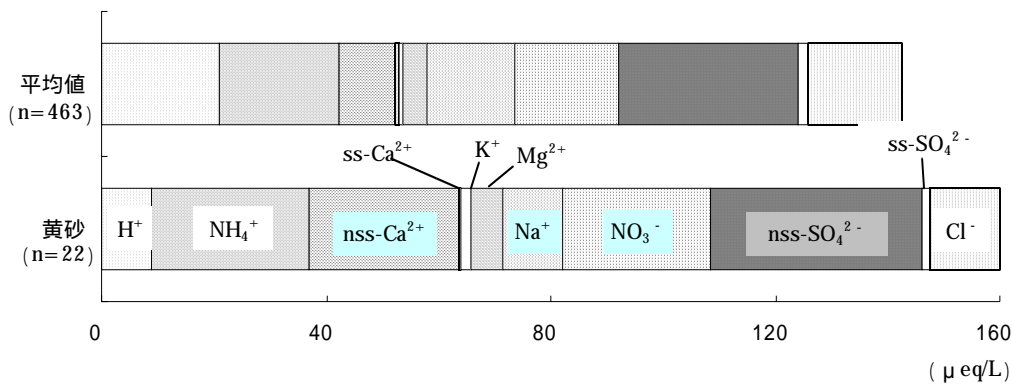 平均値
(n=463)
ss-Ca²⁺
K⁺
Mg²⁺
ss-SO₄²⁻
黄砂
(n=22)
H⁺
NH₄⁺
nss-Ca²⁺
Na⁺
NO₃⁻
nss-SO₄²⁻
Cl⁻
0
40
80
120
160
(μeq/L)